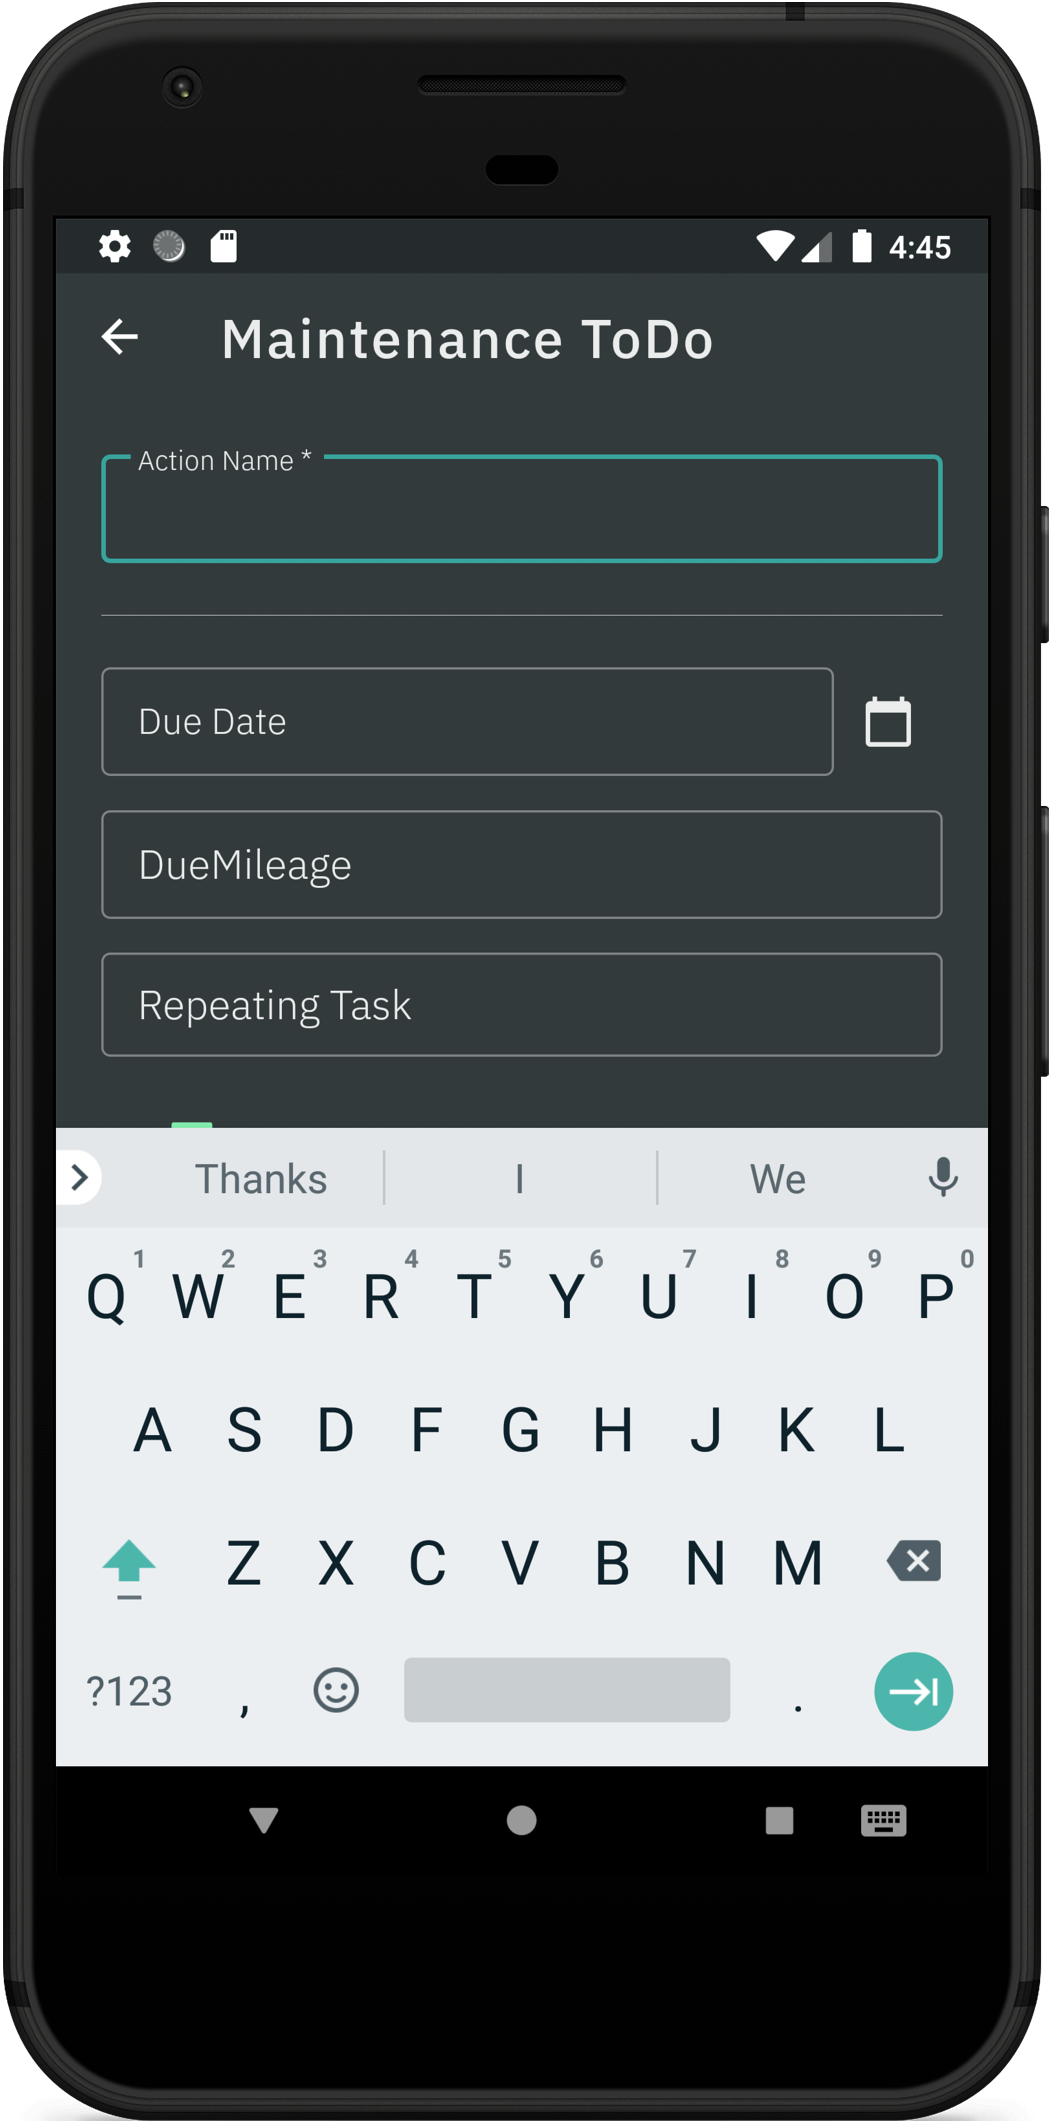 4:45
Maintenance ToDo
Action Name *
Due Date
DueMileage
Repeating Task
Thanks I We
1 2 3 4 5 6 7 8 9 0
Q W E R T Y U I O P
A S D F G H J K L
Z X C V B N M
?123 , .